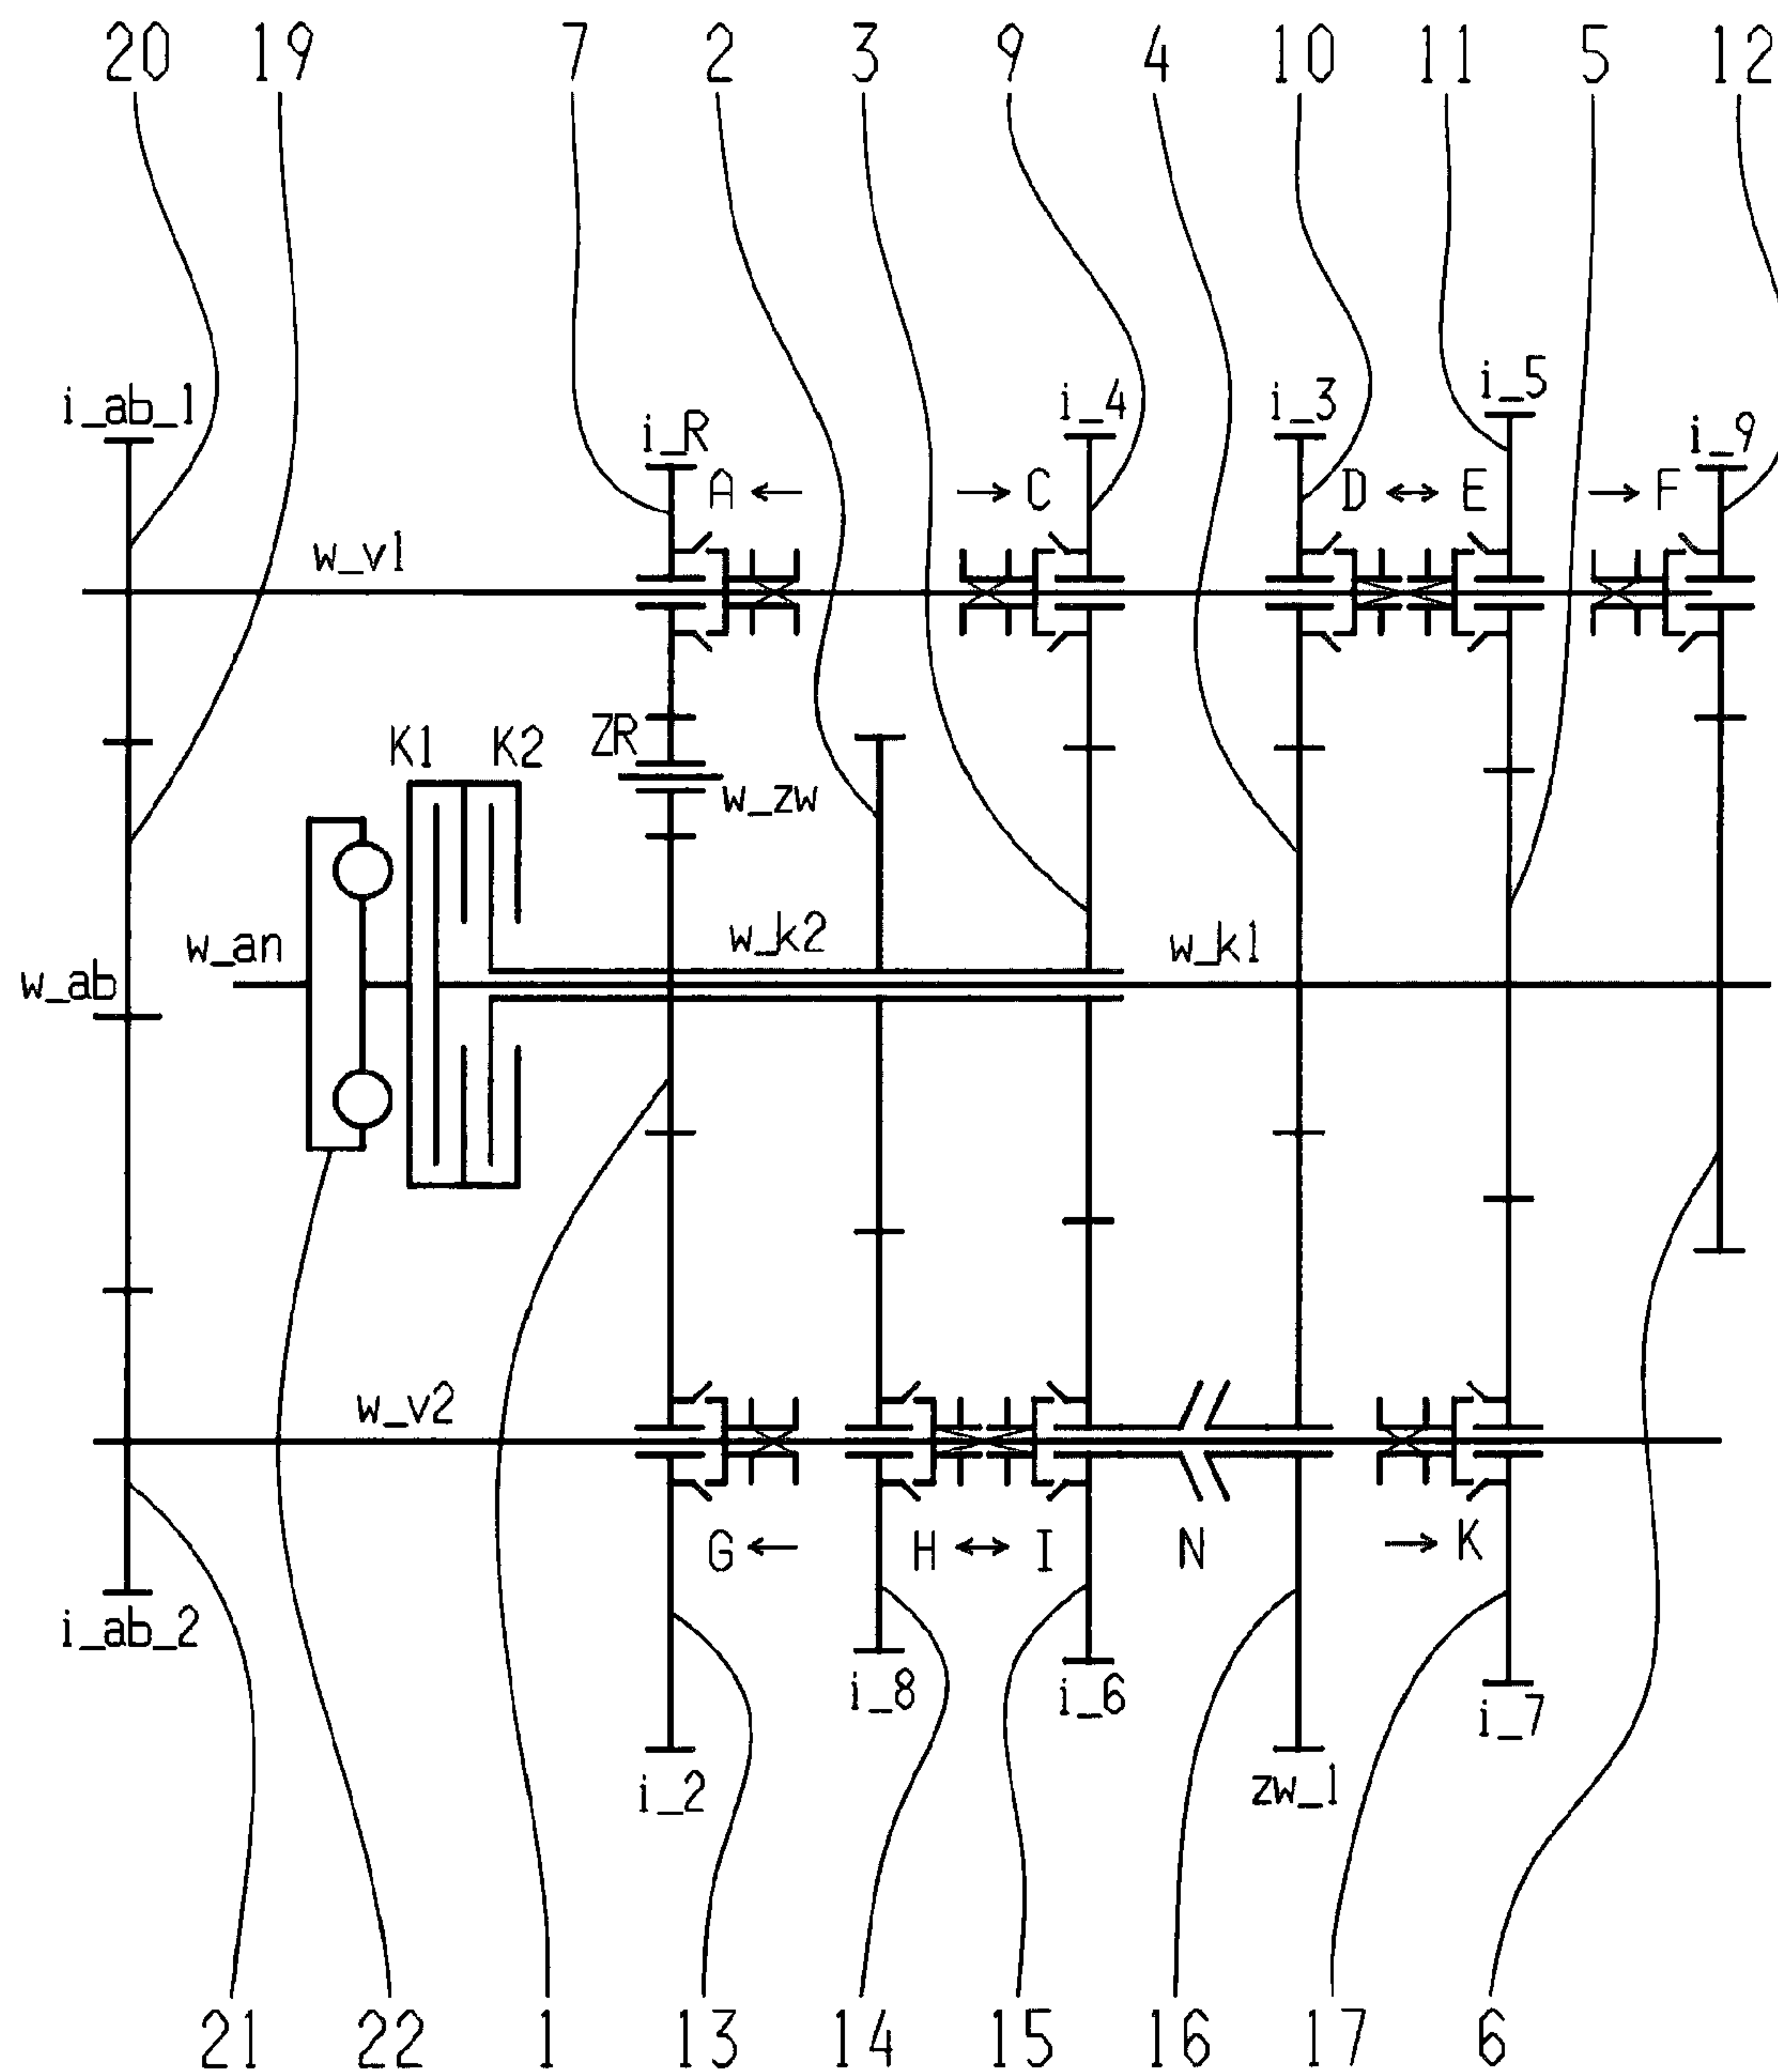 20 19 7 2 3 9 4 10 11 5 12
i_5
i_ab_1 i_4 i_3
i_R i_9
A C D E F
w_v1
ZR
K1 K2
w_zw
w_an w_k2 w_k1
w_ab
w_v2
G H I N K
i_ab_2
i_8 i_6 i_7
i_2 zw_1
21 22 1 13 14 15 16 17 6